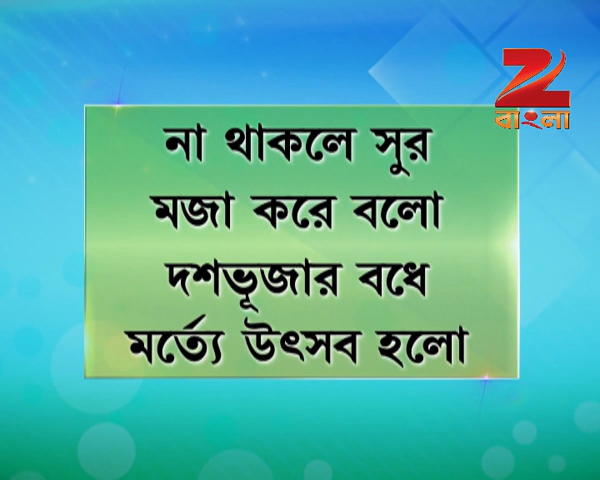 Z
বাংলা
না থাকলে সুর
মজা করে বলো
দশভূজার বধে
মর্ত্যে উৎসব হলো